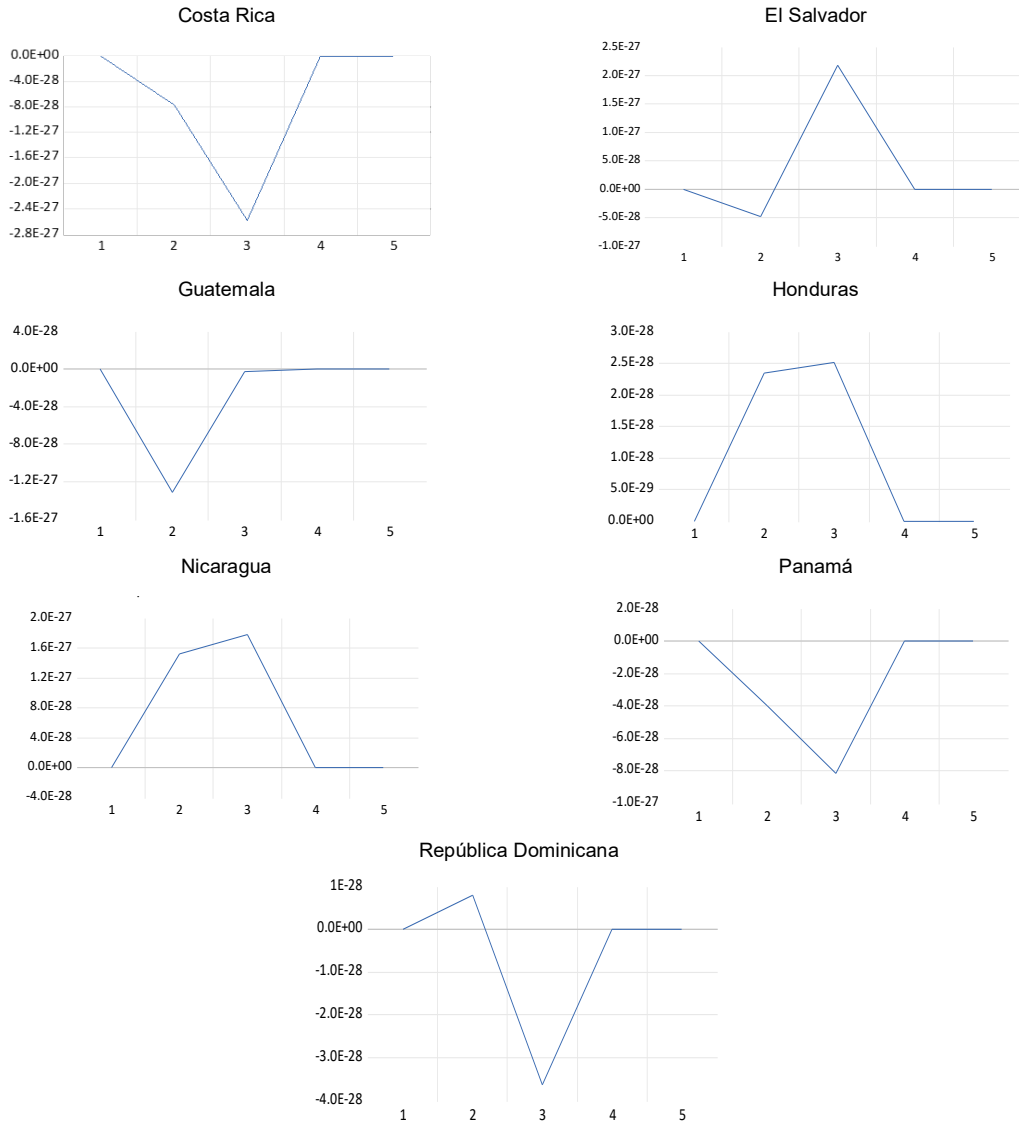 Costa Rica
0.0E+00
-4.0E-28
-8.0E-28
-1.2E-27
-1.6E-27
-2.0E-27
-2.4E-27
-2.8E-27
1 2 3 4 5
El Salvador
2.5E-27
2.0E-27
1.5E-27
1.0E-27
5.0E-28
0.0E+00
-5.0E-28
-1.0E-27
1 2 3 4 5
Guatemala
4.0E-28
0.0E+00
-4.0E-28
-8.0E-28
-1.2E-27
-1.6E-27
1 2 3 4 5
Honduras
3.0E-28
2.5E-28
2.0E-28
1.5E-28
1.0E-28
5.0E-29
0.0E+00
1 2 3 4 5
Nicaragua
2.0E-27
1.6E-27
1.2E-27
8.0E-28
4.0E-28
0.0E+00
-4.0E-28
1 2 3 4 5
Panamá
2.0E-28
0.0E+00
-2.0E-28
-4.0E-28
-6.0E-28
-8.0E-28
-1.0E-27
1 2 3 4 5
República Dominicana
1E-28
0.0E+00
-1.0E-28
-2.0E-28
-3.0E-28
-4.0E-28
1 2 3 4 5